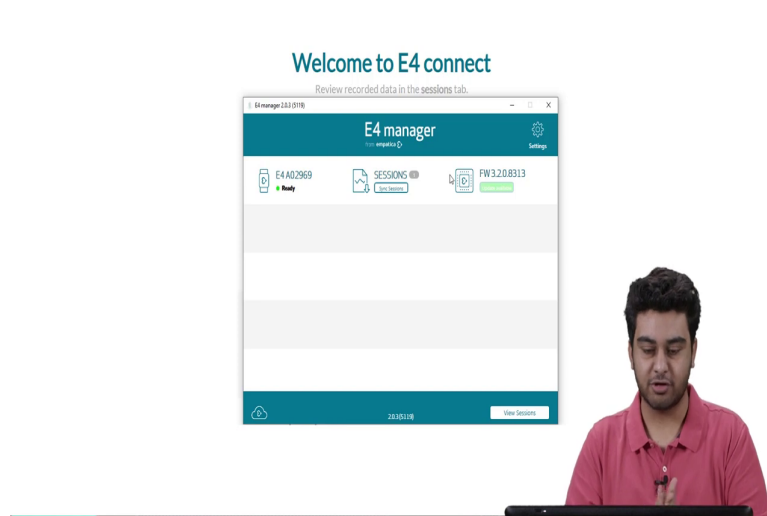 Welcome to E4 connect
Review recorded data in the sessions tab.
E4 manager 2.0.3 (5119)
E4 manager
from empatica
Settings
E4 A02969
Ready
SESSIONS
Sync Sessions
FW 3.2.0.8313
2.0.3 (5119)
View Sessions